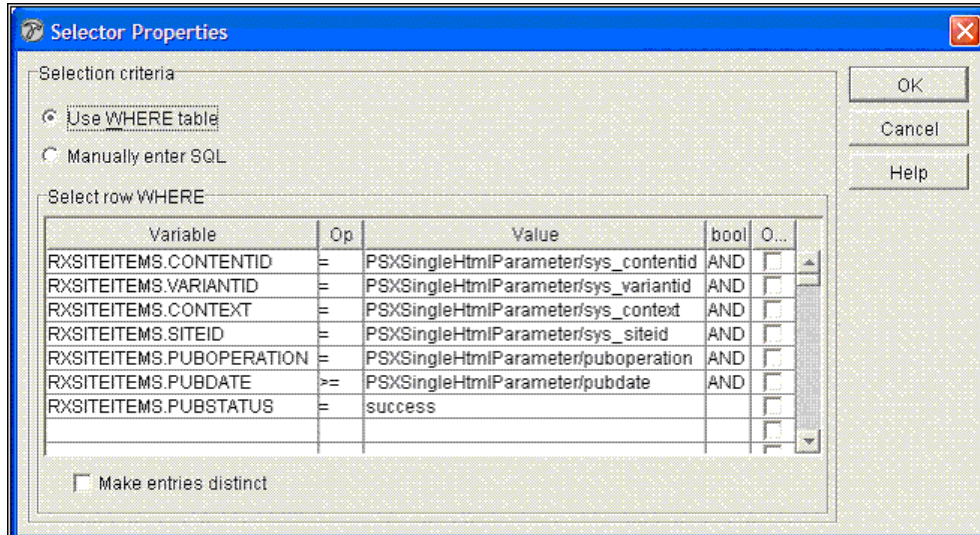 Selector Properties
Selection criteria
OK
Use WHERE table
Cancel
Manually enter SQL
Help
Select row WHERE
Variable Op Value bool O...
RXSITEITEMS.CONTENTID = PSXSingleHtmlParameter/sys_contentid AND
RXSITEITEMS.VARIANTID = PSXSingleHtmlParameter/sys_variantid AND
RXSITEITEMS.CONTEXT = PSXSingleHtmlParameter/sys_context AND
RXSITEITEMS.SITEID = PSXSingleHtmlParameter/sys_siteid AND
RXSITEITEMS.PUBOPERATION = PSXSingleHtmlParameter/puboperation AND
RXSITEITEMS.PUBDATE >= PSXSingleHtmlParameter/pubdate AND
RXSITEITEMS.PUBSTATUS = success
Make entries distinct